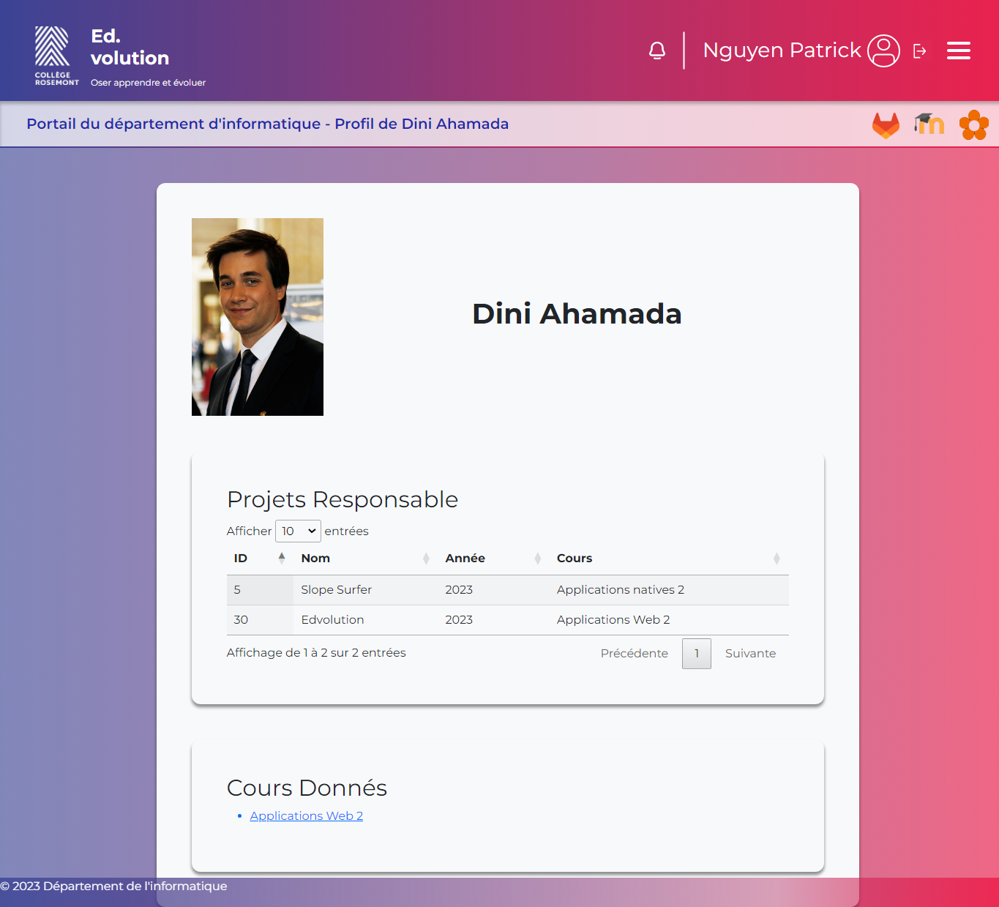 COLLÈGE
ROSEMONT
Ed.
volution
Oser apprendre et évoluer
Nguyen Patrick
Portail du département d'informatique - Profil de Dini Ahamada
m
Dini Ahamada
Projets Responsable
Afficher 10 entrées
ID Nom Année Cours
5 Slope Surfer 2023 Applications natives 2
30 Edvolution 2023 Applications Web 2
Affichage de 1 à 2 sur 2 entrées Précédente 1 Suivante
Cours Donnés
• Applications Web 2
© 2023 Département de l'informatique